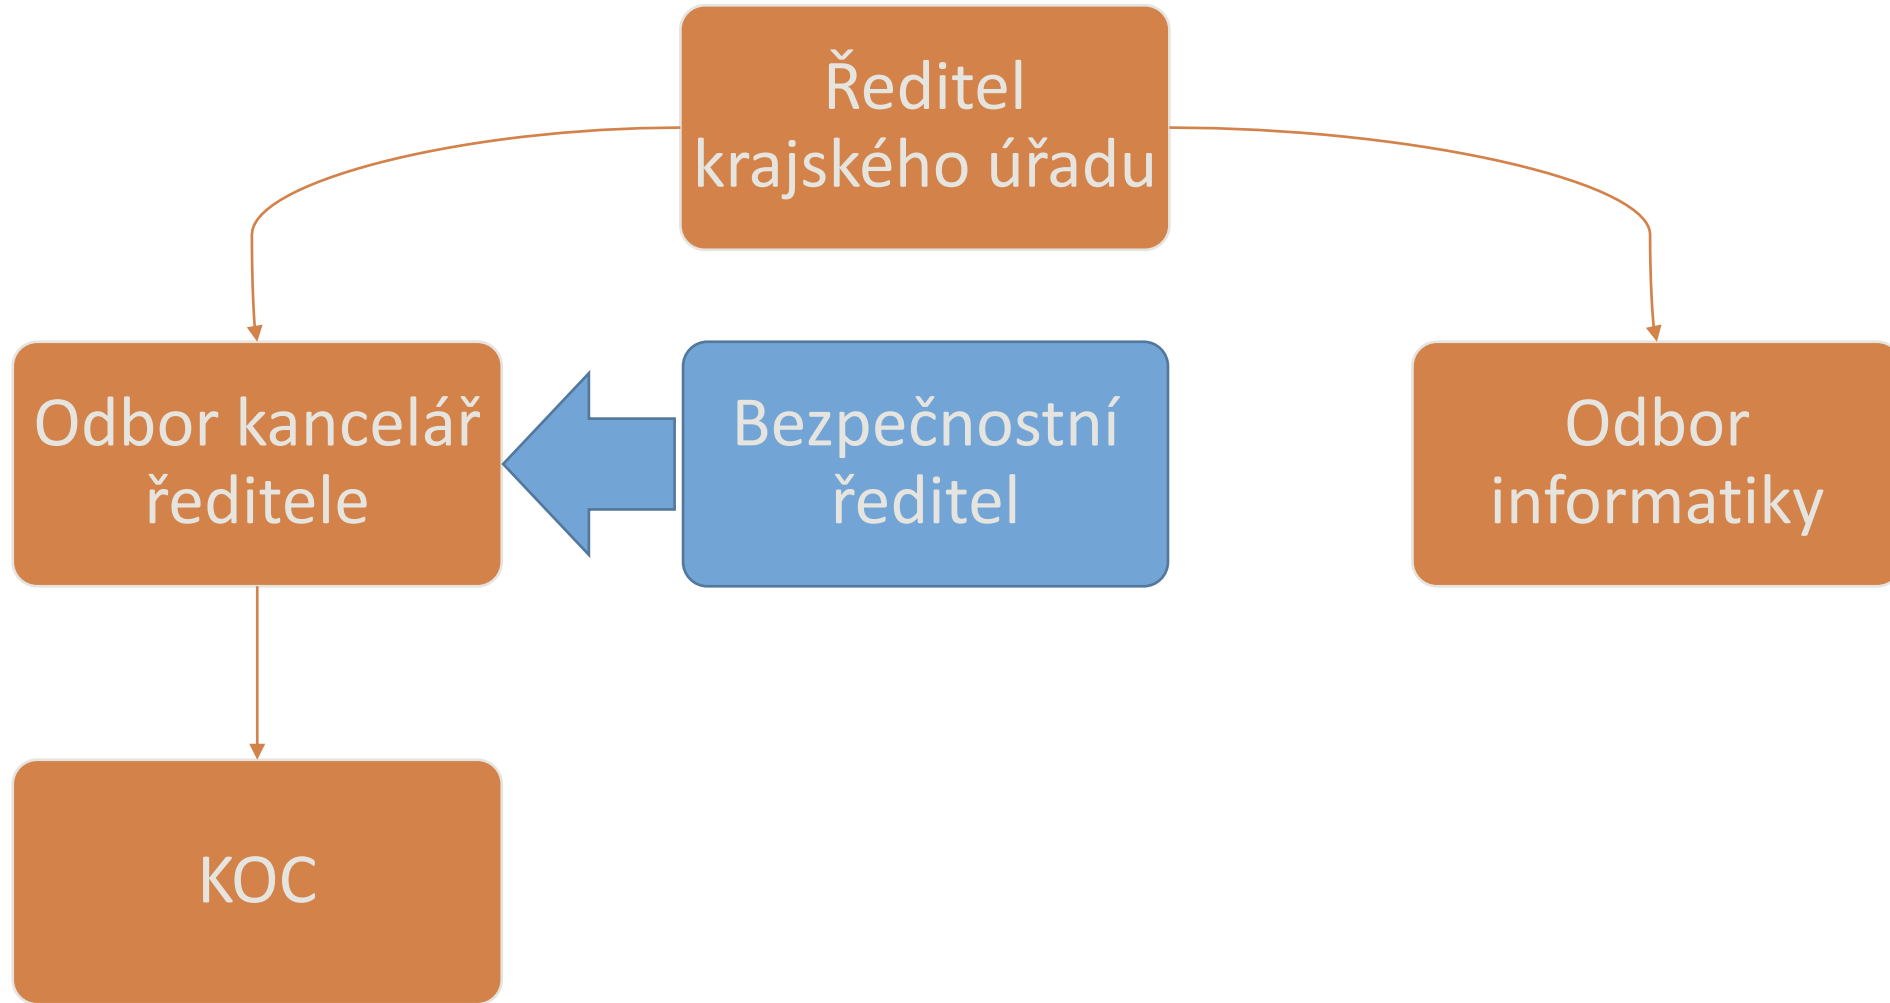 Ředitel
krajského úřadu
Odbor kancelář
ředitele
Bezpečnostní
ředitel
Odbor
informatiky
KOC